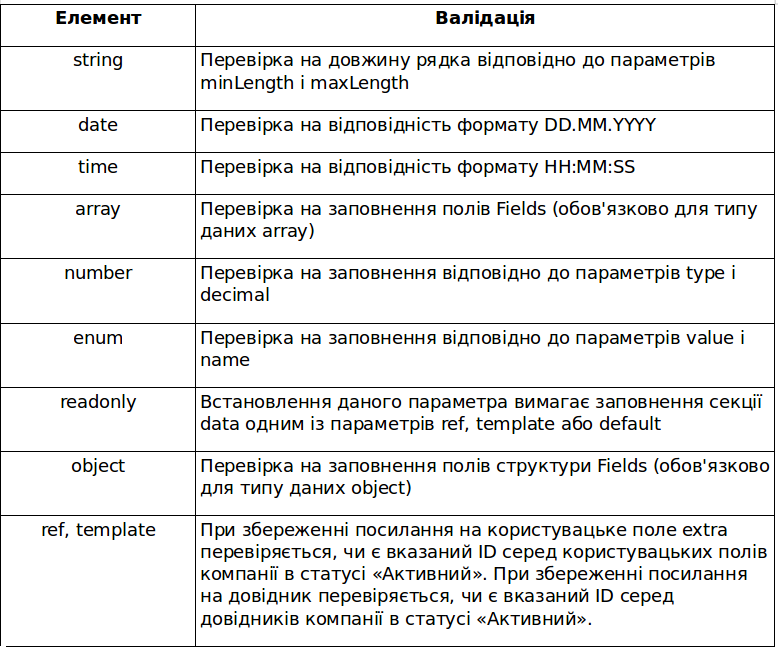 Елемент
Валідація
string
Перевірка на довжину рядка відповідно до параметрів
minLength і maxLength
date
Перевірка на відповідність формату DD.MM.YYYY
time
Перевірка на відповідність формату HH:MM:SS
array
Перевірка на заповнення полів Fields (обов'язково для типу
даних array)
number
Перевірка на заповнення відповідно до параметрів type і
decimal
enum
Перевірка на заповнення відповідно до параметрів value і
name
readonly
Встановлення даного параметра вимагає заповнення секції
data одним із параметрів ref, template або default
object
Перевірка на заповнення полів структури Fields (обов'язково
для типу даних object)
ref, template
При збереженні посилання на користувацьке поле extra
перевіряється, чи є вказаний ID серед користувацьких полів
компанії в статусі «Активний». При збереженні посилання
на довідник перевіряється, чи є вказаний ID серед
довідників компанії в статусі «Активний».